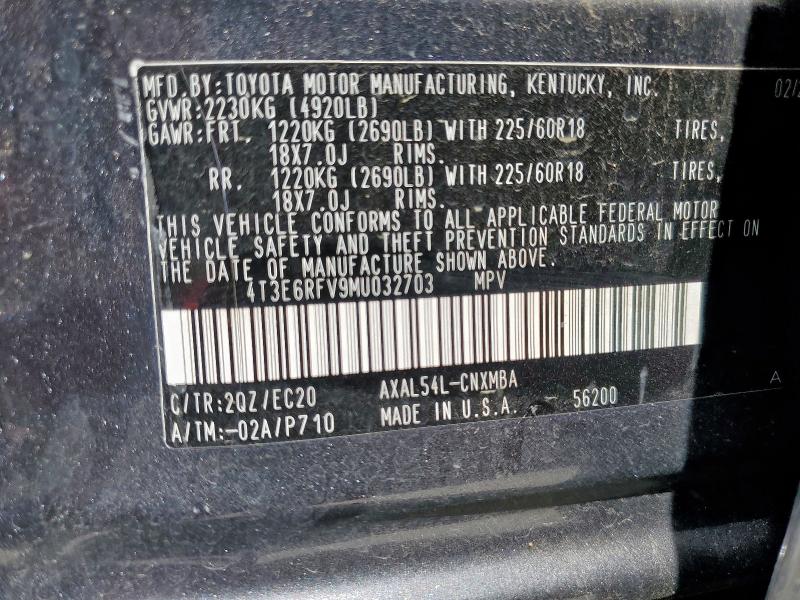 MFD. BY: TOYOTA MOTOR MANUFACTURING, KENTUCKY, INC. 02/2
GVWR: 2230KG (4920LB)
GAWR: FRT. 1220KG (2690LB) WITH 225/60R18 TIRES,
18X7.0J RIMS.
RR. 1220KG (2690LB) WITH 225/60R18 TIRES,
18X7.0J RIMS.
THIS VEHICLE CONFORMS TO ALL APPLICABLE FEDERAL MOTOR
VEHICLE SAFETY AND THEFT PREVENTION STANDARDS IN EFFECT ON
THE DATE OF MANUFACTURE SHOWN ABOVE.
4T3E6RFV9MU032703 MPV
C/TR: 2QZ/EC20 AXAL54L-CNXMBA A
A/TM: -02A/P710 MADE IN U.S.A. 56200